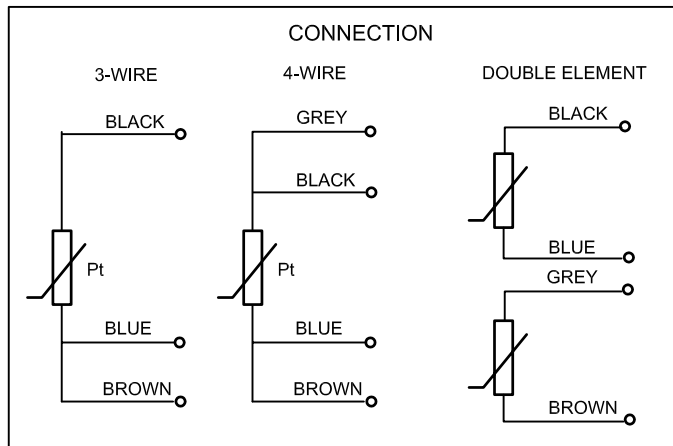 CONNECTION
3-WIRE
BLACK
Pt
BLUE
BROWN
4-WIRE
GREY
BLACK
Pt
BLUE
BROWN
DOUBLE ELEMENT
BLACK
BLUE
GREY
BROWN